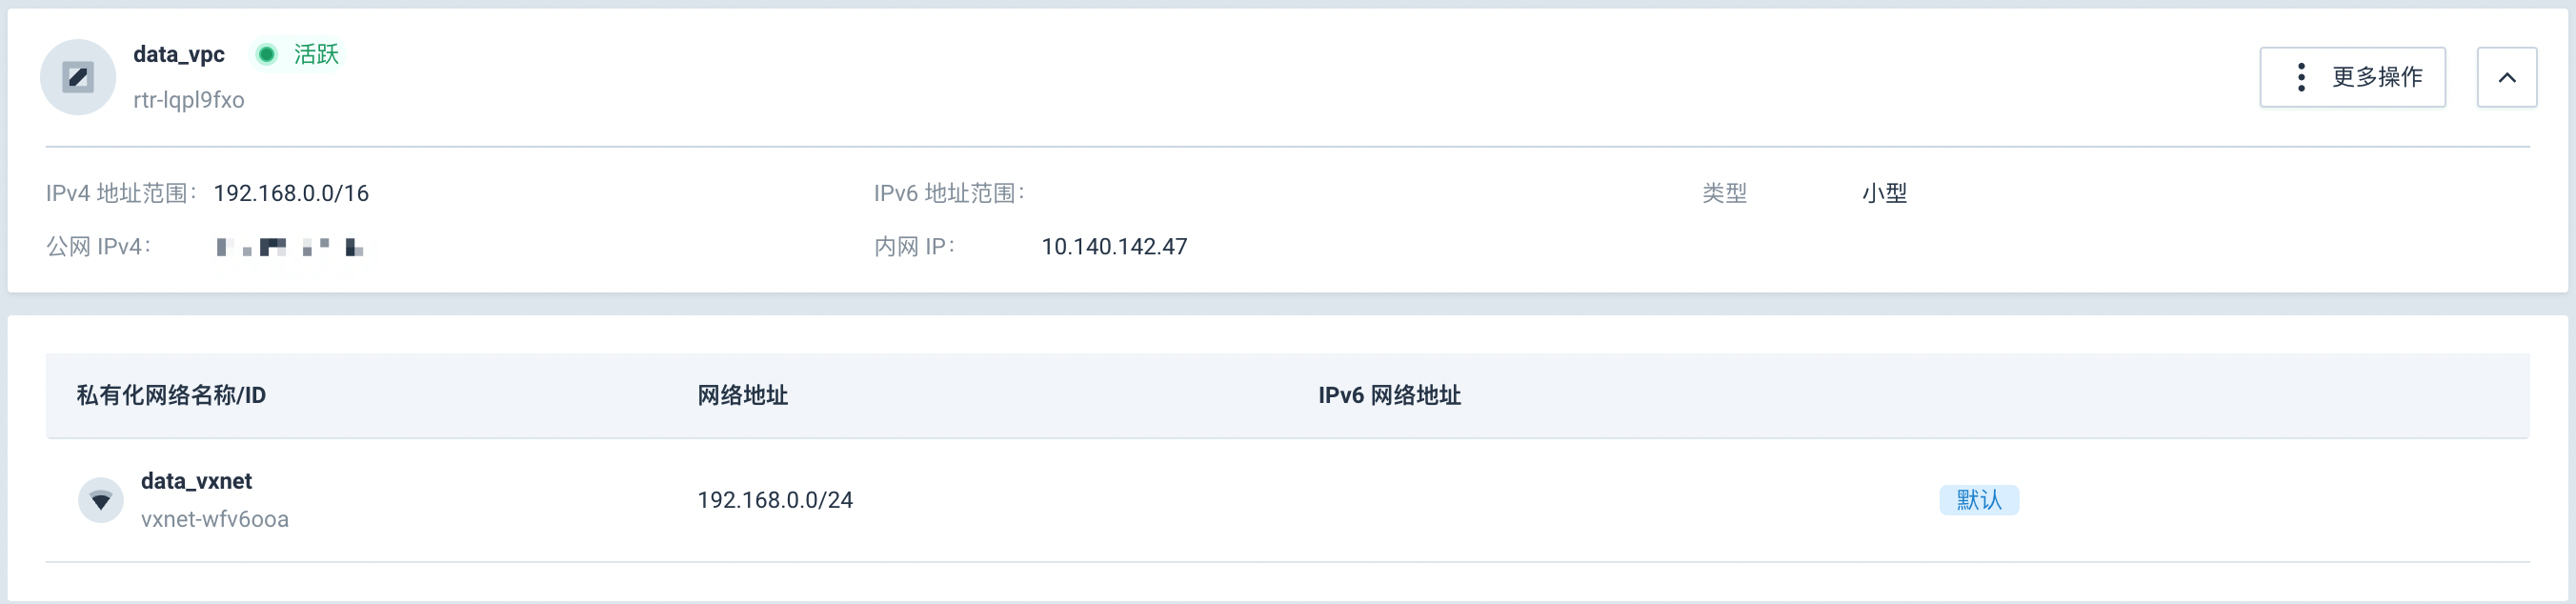 data_vpc 活跃
rtr-lqpl9fxo
更多操作
IPv4 地址范围: 192.168.0.0/16 IPv6 地址范围: 类型 小型
公网 IPv4: 内网 IP: 10.140.142.47
私有化网络名称/ID 网络地址 IPv6 网络地址
data_vxnet
vxnet-wfv6ooa
192.168.0.0/24 默认